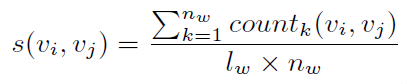 s(v_i, v_j) = \frac{\sum_{k=1}^{n_w} count_k(v_i, v_j)}{l_w \times n_w}